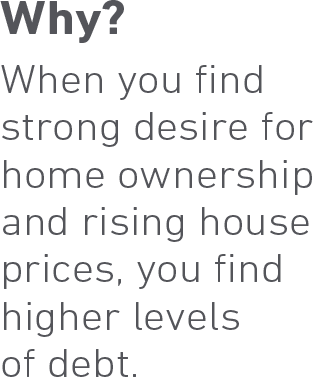 Why?
When you find
strong desire for
home ownership
and rising house
prices, you find
higher levels
of debt.